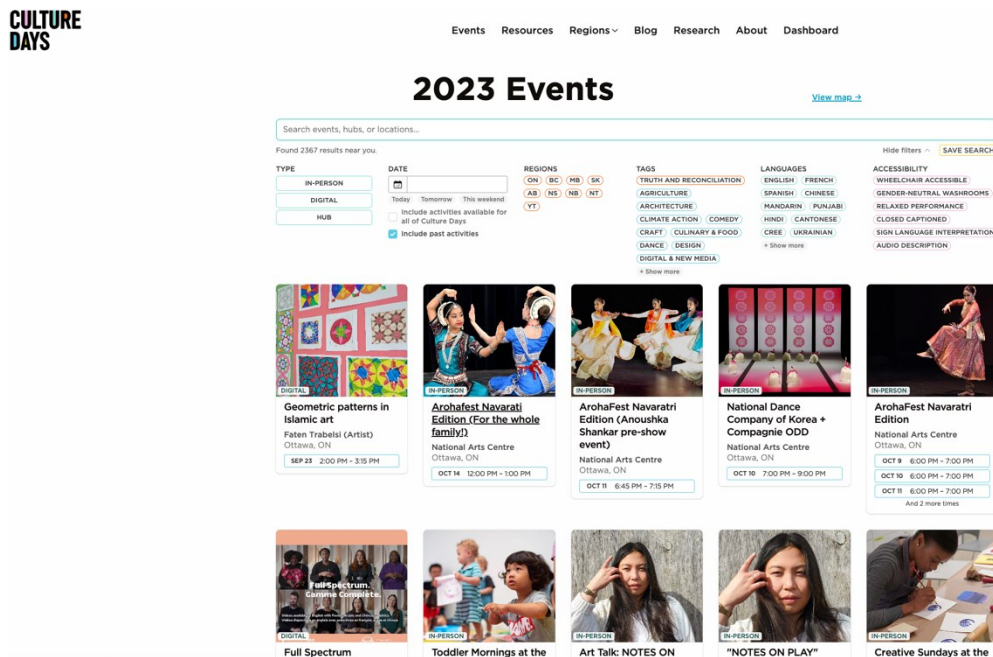 CULTURE
DAYS
Events Resources Regions Blog Research About Dashboard
2023 Events
View map →
Search events, hubs, or locations...
Found 2367 results near you.
Hide filters SAVE SEARCH
TYPE
IN-PERSON
DIGITAL
HUB
DATE
Today Tomorrow This weekend
Include activities available for
all of Culture Days
Include past activities
REGIONS
ON BC MB SK
AB NS NB NT
YT
TAGS
TRUTH AND RECONCILIATION
AGRICULTURE
ARCHITECTURE
CLIMATE ACTION COMEDY
CRAFT CULINARY & FOOD
DANCE DESIGN
DIGITAL & NEW MEDIA
+ Show more
LANGUAGES
ENGLISH FRENCH
SPANISH CHINESE
MANDARIN PUNJABI
HINDI CANTONESE
CREE UKRAINIAN
+ Show more
ACCESSIBILITY
WHEELCHAIR ACCESSIBLE
GENDER-NEUTRAL WASHROOMS
RELAXED PERFORMANCE
CLOSED CAPTIONED
SIGN LANGUAGE INTERPRETATION
AUDIO DESCRIPTION
DIGITAL
Geometric patterns in
Islamic art
Faten Trabelsi (Artist)
Ottawa, ON
SEP 23 2:00 PM - 3:15 PM
IN-PERSON
Arohafest Navarati
Edition (For the whole
family!)
National Arts Centre
Ottawa, ON
OCT 14 12:00 PM - 1:00 PM
IN-PERSON
ArohaFest Navaratri
Edition (Anoushka
Shankar pre-show
event)
National Arts Centre
Ottawa, ON
OCT 11 6:45 PM - 7:15 PM
IN-PERSON
National Dance
Company of Korea +
Compagnie ODD
National Arts Centre
Ottawa, ON
OCT 10 7:00 PM - 9:00 PM
IN-PERSON
ArohaFest Navaratri
Edition
National Arts Centre
Ottawa, ON
OCT 9 6:00 PM - 7:00 PM
OCT 10 6:00 PM - 7:00 PM
OCT 11 6:00 PM - 7:00 PM
And 2 more times
Full Spectrum.
Gamme Complète.
DIGITAL
Full Spectrum
IN-PERSON
Toddler Mornings at the
IN-PERSON
Art Talk: NOTES ON
IN-PERSON
"NOTES ON PLAY"
IN-PERSON
Creative Sundays at the